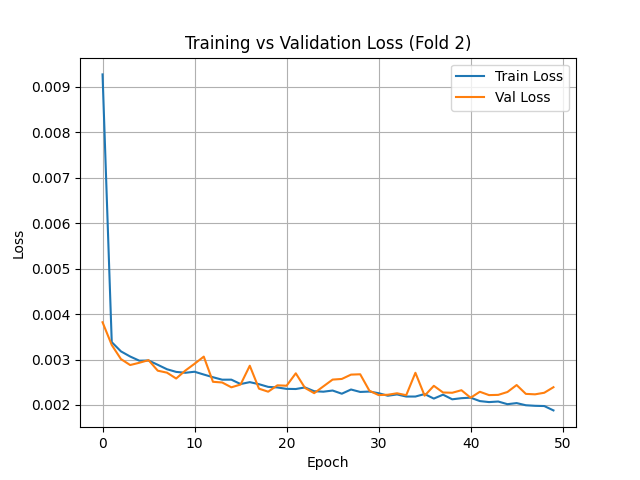 Training vs Validation Loss (Fold 2)
Train Loss
Val Loss
0.009
0.008
0.007
0.006
0.005
0.004
0.003
0.002
Loss
0 10 20 30 40 50
Epoch